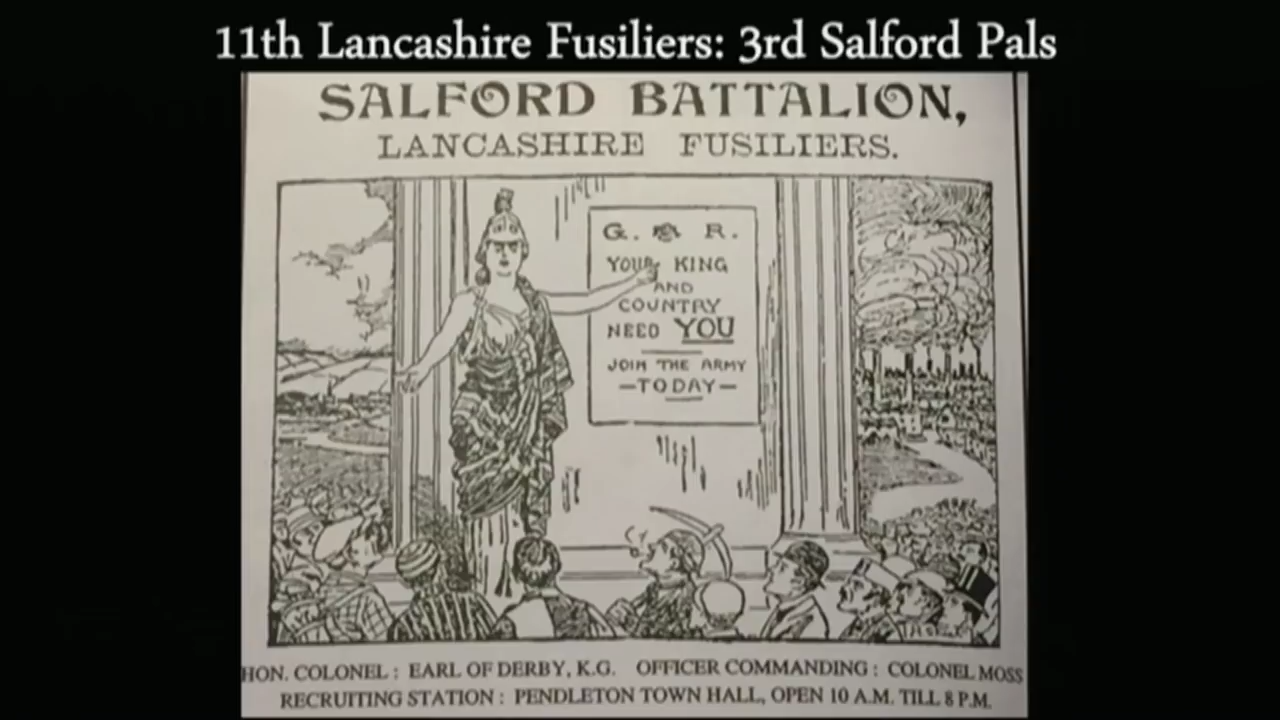 11th Lancashire Fusiliers: 3rd Salford Pals
SALFORD BATTALION,
LANCASHIRE FUSILIERS.
G. R.
YOUR KING
AND
COUNTRY
NEED YOU
JOIN THE ARMY
—TODAY—
HON. COLONEL : EARL OF DERBY, K.G. OFFICER COMMANDING : COLONEL MOSS
RECRUITING STATION : PENDLETON TOWN HALL, OPEN 10 A.M. TILL 8 P.M.